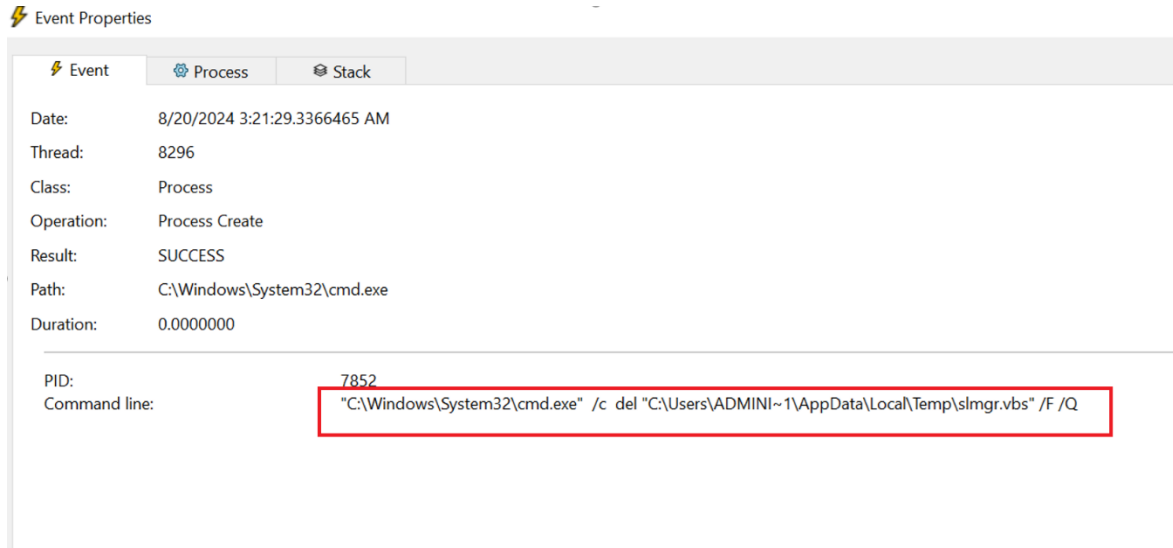 Event Properties
Event Process Stack
Date: 8/20/2024 3:21:29.3366465 AM
Thread: 8296
Class: Process
Operation: Process Create
Result: SUCCESS
Path: C:\Windows\System32\cmd.exe
Duration: 0.0000000
PID: 7852
Command line: "C:\Windows\System32\cmd.exe" /c del "C:\Users\ADMINI~1\AppData\Local\Temp\slmgr.vbs" /F /Q